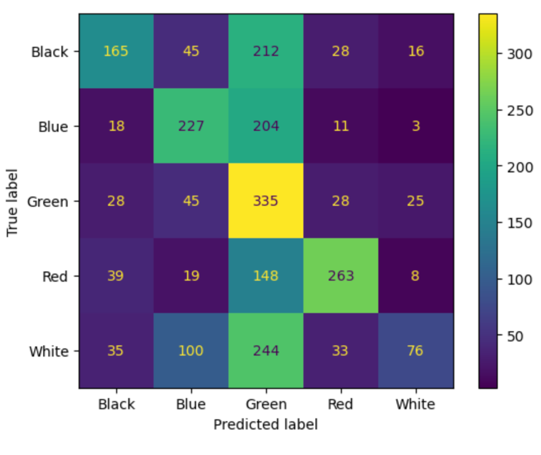 Black 165 45 212 28 16
300
Blue 18 227 204 11 3
250
200
True label
Green 28 45 335 28 25
150
Red 39 19 148 263 8
100
White 35 100 244 33 76
50
Black Blue Green Red White
Predicted label